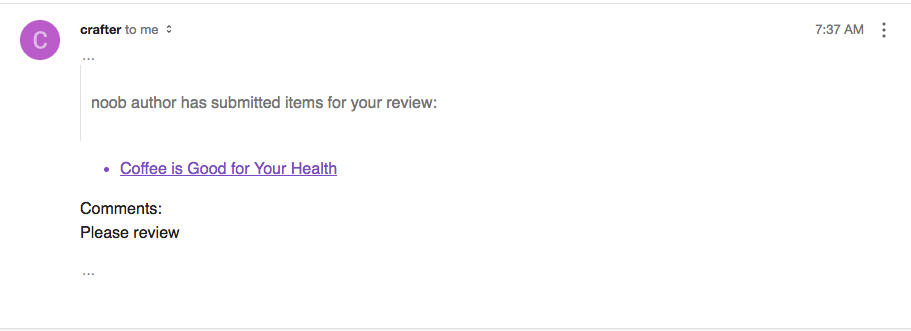 C
crafter to me
7:37 AM
...
noob author has submitted items for your review:
• Coffee is Good for Your Health
Comments:
Please review
...